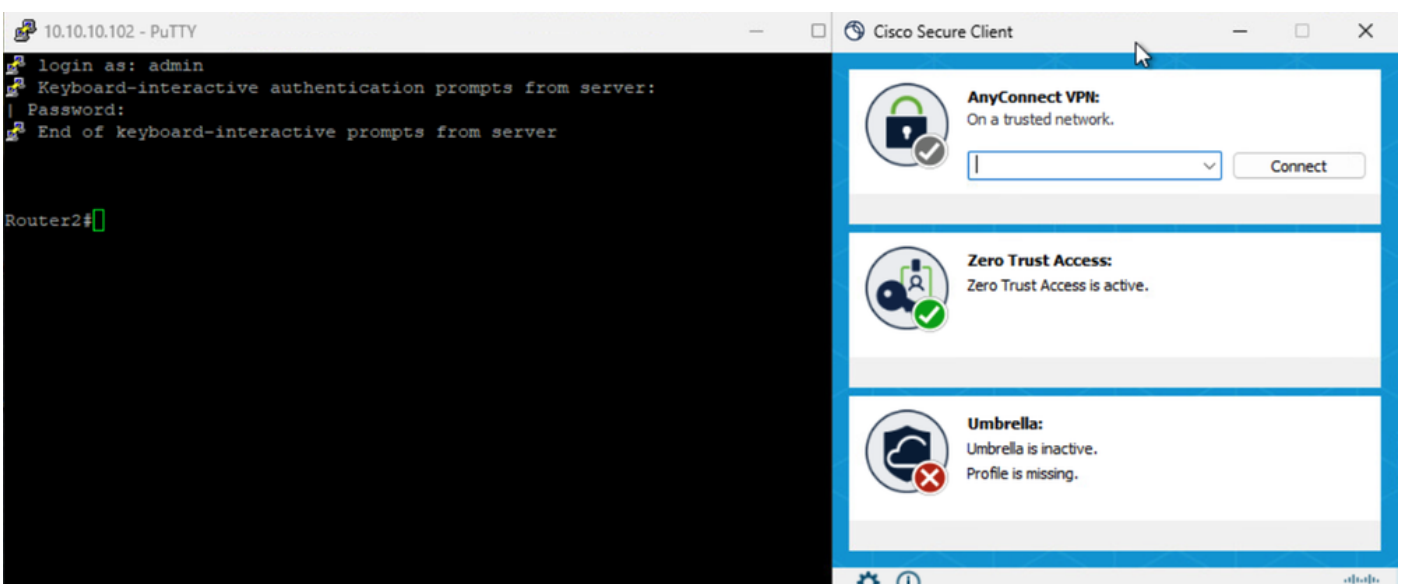 10.10.10.102 - PuTTY
login as: admin
Keyboard-interactive authentication prompts from server:
| Password:
End of keyboard-interactive prompts from server
Router2#
Cisco Secure Client
AnyConnect VPN:
On a trusted network.
Connect
Zero Trust Access:
Zero Trust Access is active.
Umbrella:
Umbrella is inactive.
Profile is missing.